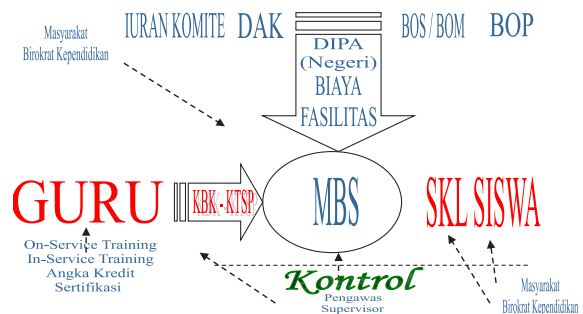 IURAN KOMITE
DAK
BOS / BOM
BOP
Masyarakat
Birokrat Kependidikan
DIPA
(Negeri)
BIAYA
FASILITAS
GURU
KBK - KTSP
MBS
SKL SISWA
On-Service Training
In-Service Training
Angka Kredit
Sertifikasi
Kontrol
Pengawas
Supervisor
Masyarakat
Birokrat Kependidikan